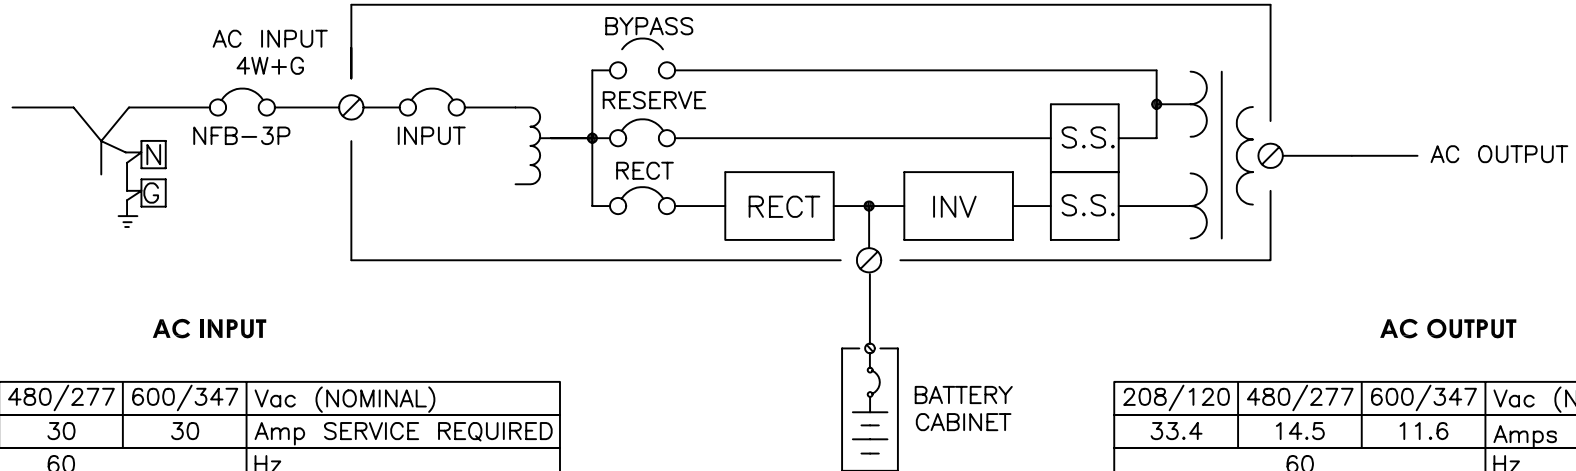 BYPASS
AC INPUT
4W+G
RESERVE
NFB-3P
INPUT
S.S.
N
AC OUTPUT
RECT
G
RECT
INV
S.S.
AC INPUT
AC OUTPUT
480/277 600/347 Vac (NOMINAL)
30 30 Amp SERVICE REQUIRED
60 Hz
BATTERY
CABINET
208/120 480/277 600/347 Vac (N
33.4 14.5 11.6 Amps
60 Hz